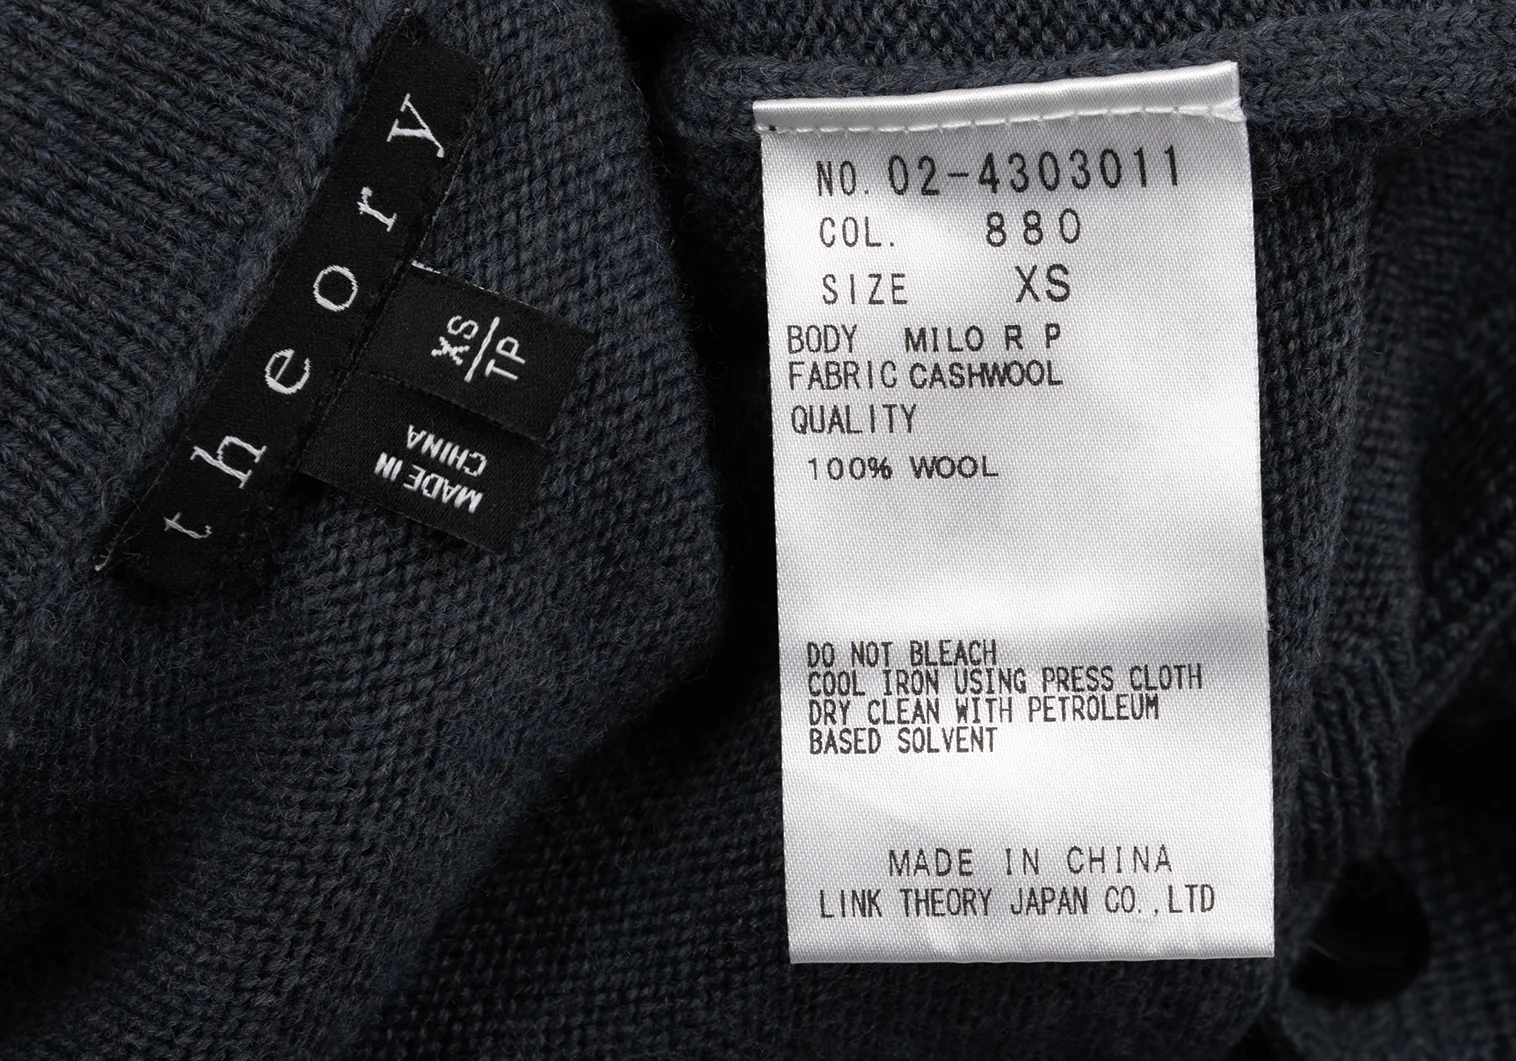 theory
XS
TP
MADE IN
CHINA
NO. 02-4303011
COL. 880
SIZE XS
BODY MILO R P
FABRIC CASHWOOL
QUALITY
100% WOOL
DO NOT BLEACH
COOL IRON USING PRESS CLOTH
DRY CLEAN WITH PETROLEUM
BASED SOLVENT
MADE IN CHINA
LINK THEORY JAPAN CO.,LTD